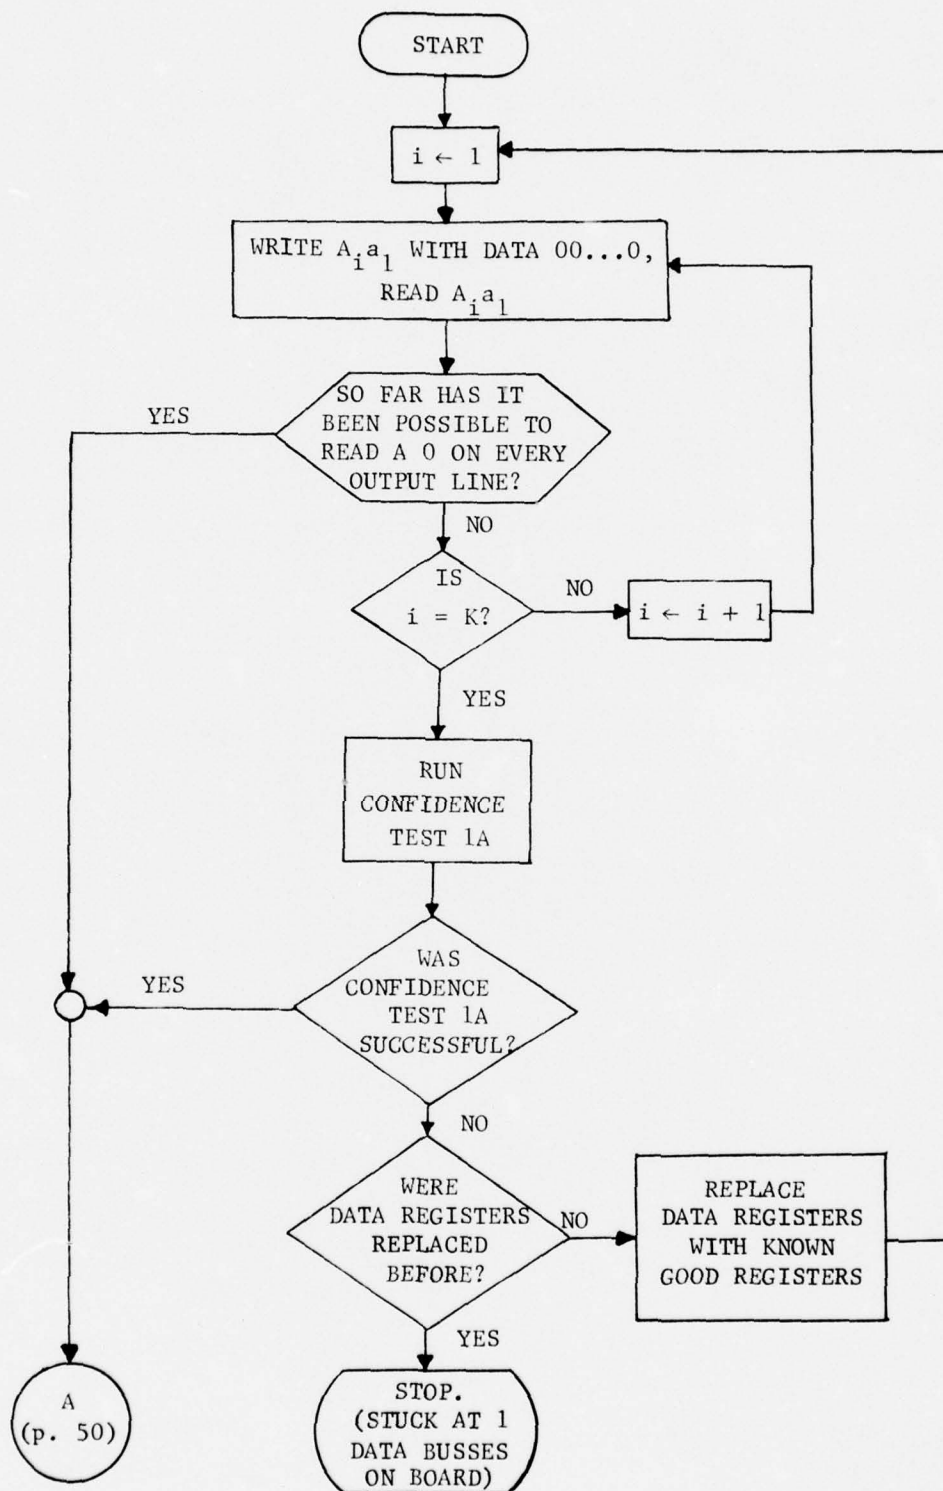 START
i ← 1
WRITE A_i a_1 WITH DATA 00...0,
READ A_i a_1
SO FAR HAS IT
BEEN POSSIBLE TO
READ A 0 ON EVERY
OUTPUT LINE?
YES
NO
IS
i = K?
NO
i ← i + 1
YES
RUN
CONFIDENCE
TEST 1A
WAS
CONFIDENCE
TEST 1A
SUCCESSFUL?
YES
NO
WERE
DATA REGISTERS
REPLACED
BEFORE?
NO
REPLACE
DATA REGISTERS
WITH KNOWN
GOOD REGISTERS
YES
STOP.
(STUCK AT 1
DATA BUSSES
ON BOARD)
A
(p. 50)